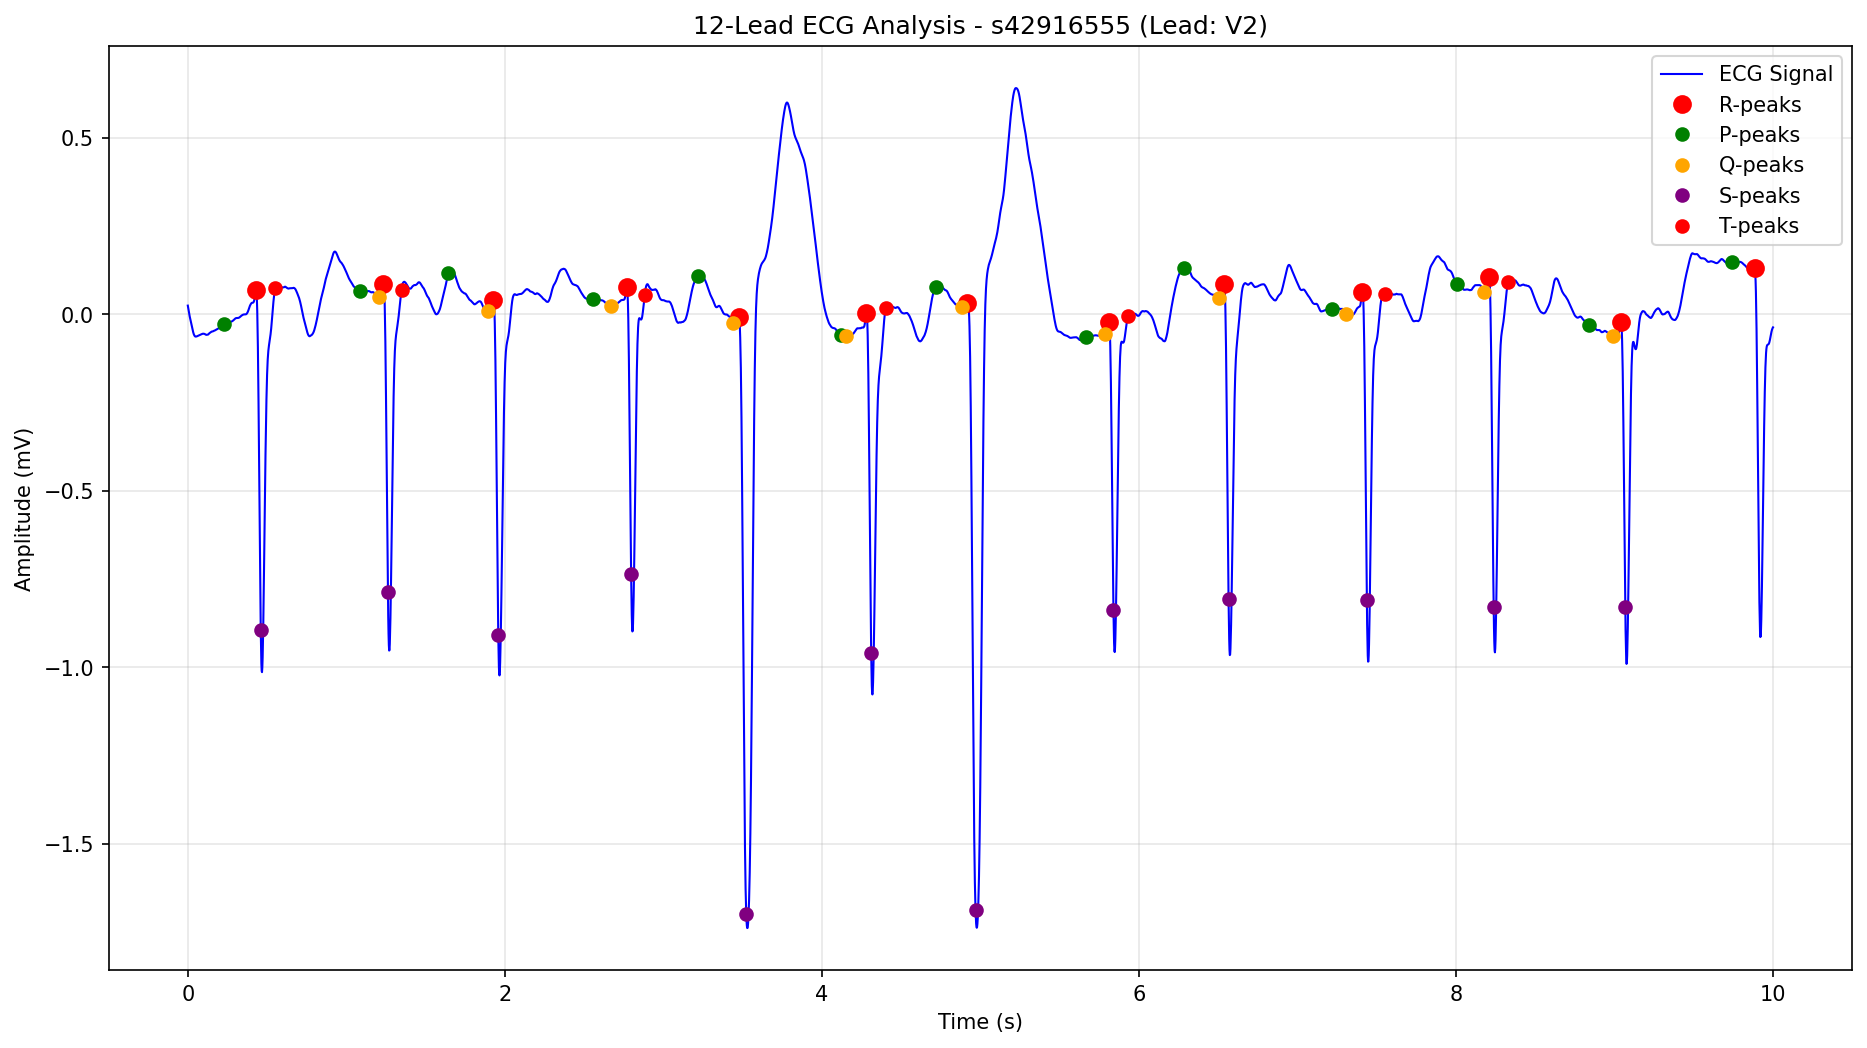 12-Lead ECG Analysis - s42916555 (Lead: V2)
ECG Signal
R-peaks
P-peaks
Q-peaks
S-peaks
T-peaks
Amplitude (mV)
0.5
0.0
−0.5
−1.0
−1.5
0 2 4 6 8 10
Time (s)